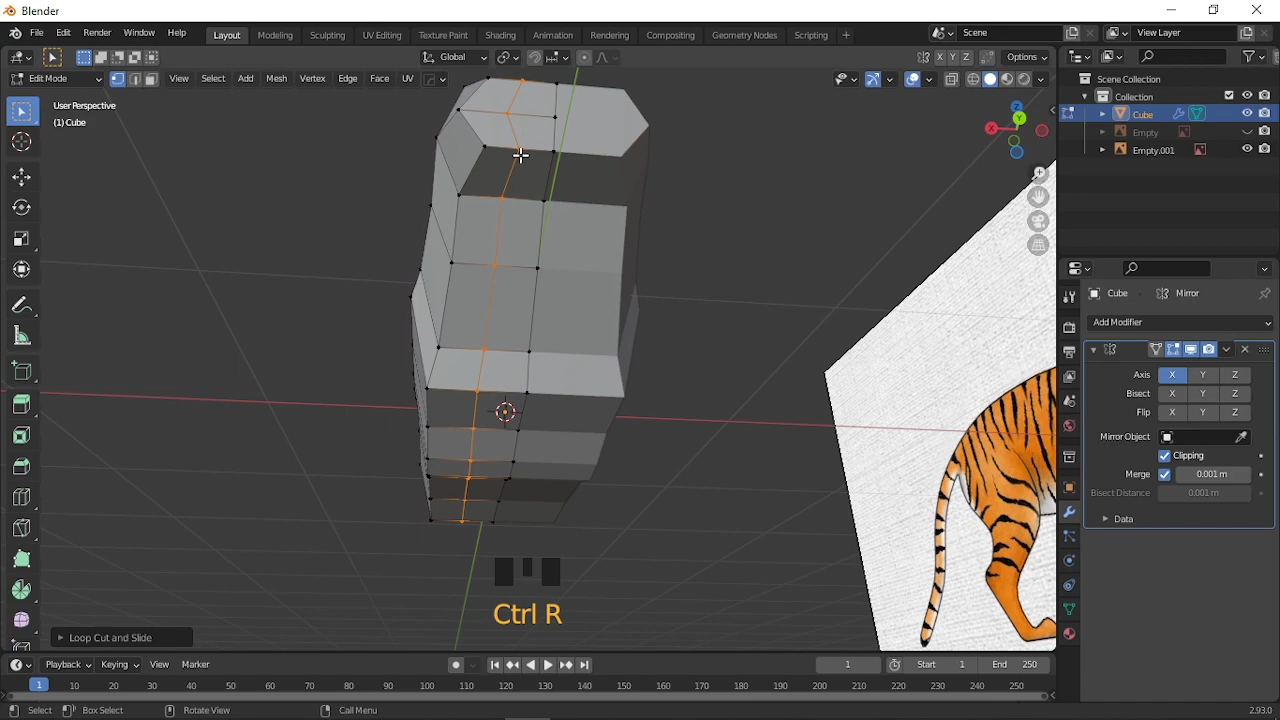 Blender
File Edit Render Window Help Layout Modeling Sculpting UV Editing Texture Paint Shading Animation Rendering Compositing Geometry Nodes Scripting + Scene View Layer
Global X Y Z Options
Edit Mode View Select Add Mesh Vertex Edge Face UV
User Perspective
(1) Cube
Z
Y
X
Ctrl R
Loop Cut and Slide
Scene Collection
Collection
Cube
Empty
Empty.001
Cube Mirror
Add Modifier
Axis X Y Z
Bisect X Y Z
Flip X Y Z
Mirror Object
Clipping
Merge 0.001 m
Bisect Distance 0.001 m
Data
Playback Keying View Marker 1 Start 1 End 250
1 10 20 30 40 50 60 70 80 90 100 110 120 130 140 150 160 170 180 190 200 210 220 230 240 250
Select Box Select Rotate View Call Menu 2.93.0